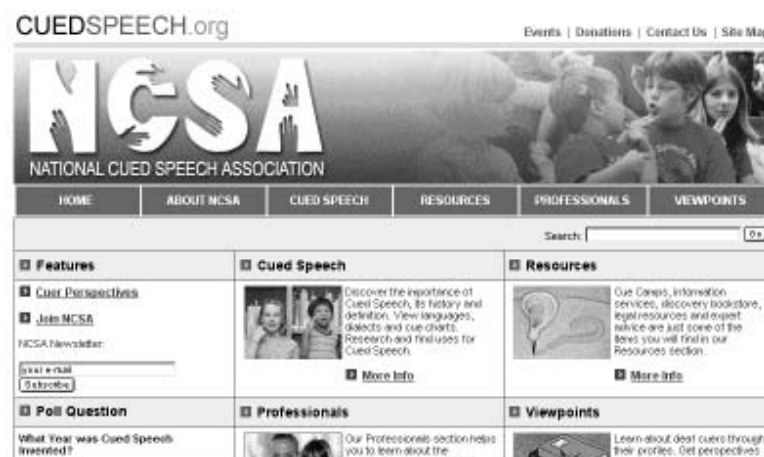 CUEDSPEECH.org
Events | Donations | Contact Us | Site Map
NCSA
NATIONAL CUED SPEECH ASSOCIATION
HOME ABOUT NCSA CUED SPEECH RESOURCES PROFESSIONALS VIEWPOINTS
Search:
Features
Cuer Perspectives
Join NCSA
NCSA Newsletter:
your e-mail
Subscribe
Cued Speech
Discover the importance of
Cued Speech, its history and
definition. View languages,
dialects and cue charts.
Research and find uses for
Cued Speech.
More Info
Resources
Cue Camps, information
services, discovery bookstore,
legal resources and expert
advice are just some of the
items you will find in our
Resources section.
More Info
Poll Question
What Year was Cued Speech
Invented?
Professionals
Our Professionals section helps
you to learn about the
Viewpoints
Learn about deaf cuers through
their profiles. Get perspectives